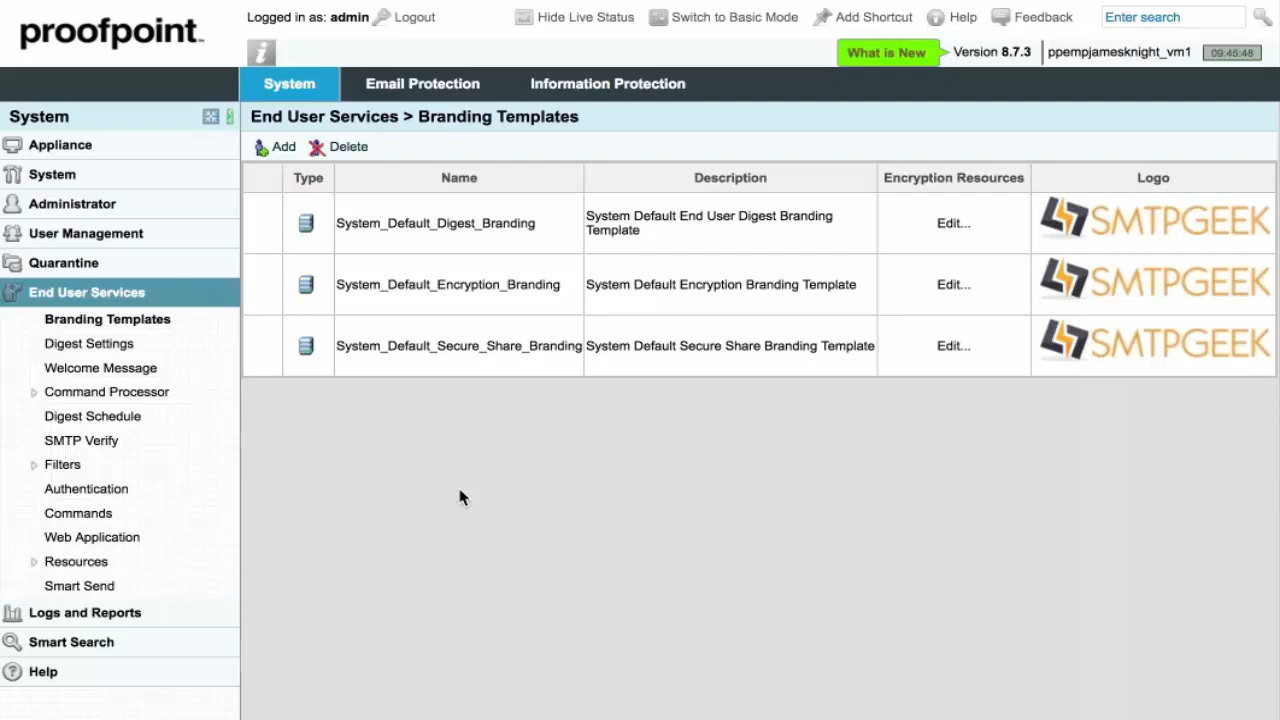 proofpoint
Logged in as: admin Logout Hide Live Status Switch to Basic Mode Add Shortcut Help Feedback Enter search
What is New Version 8.7.3 ppempjamesknight_vm1 09:45:48
System Email Protection Information Protection
System
End User Services > Branding Templates
Appliance
System
Administrator
User Management
Quarantine
End User Services
Branding Templates
Digest Settings
Welcome Message
Command Processor
Digest Schedule
SMTP Verify
Filters
Authentication
Commands
Web Application
Resources
Smart Send
Logs and Reports
Smart Search
Help
Add Delete
Type Name Description Encryption Resources Logo
System_Default_Digest_Branding System Default End User Digest Branding
Template Edit... SMTPGEEK
System_Default_Encryption_Branding System Default Encryption Branding Template Edit... SMTPGEEK
System_Default_Secure_Share_Branding System Default Secure Share Branding Template Edit... SMTPGEEK